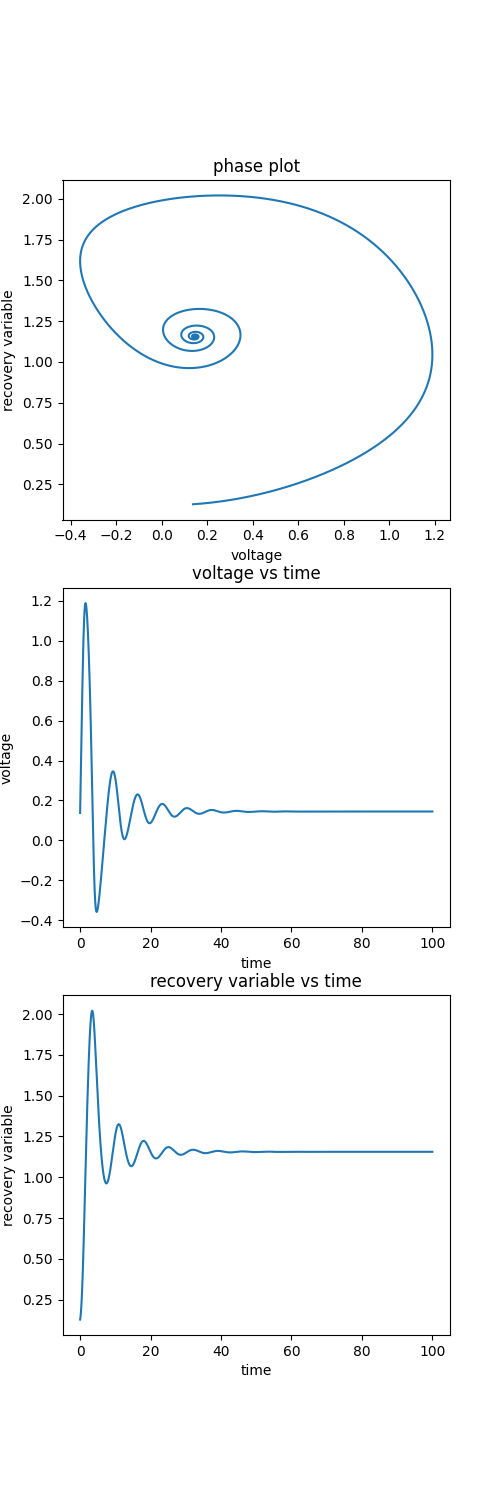 phase plot
2.00
1.75
1.50
1.25
1.00
0.75
0.50
0.25
recovery variable
−0.4 −0.2 0.0 0.2 0.4 0.6 0.8 1.0 1.2
voltage
voltage vs time
1.2
1.0
0.8
0.6
0.4
0.2
0.0
−0.2
−0.4
voltage
0 20 40 60 80 100
time
recovery variable vs time
2.00
1.75
1.50
1.25
1.00
0.75
0.50
0.25
recovery variable
0 20 40 60 80 100
time